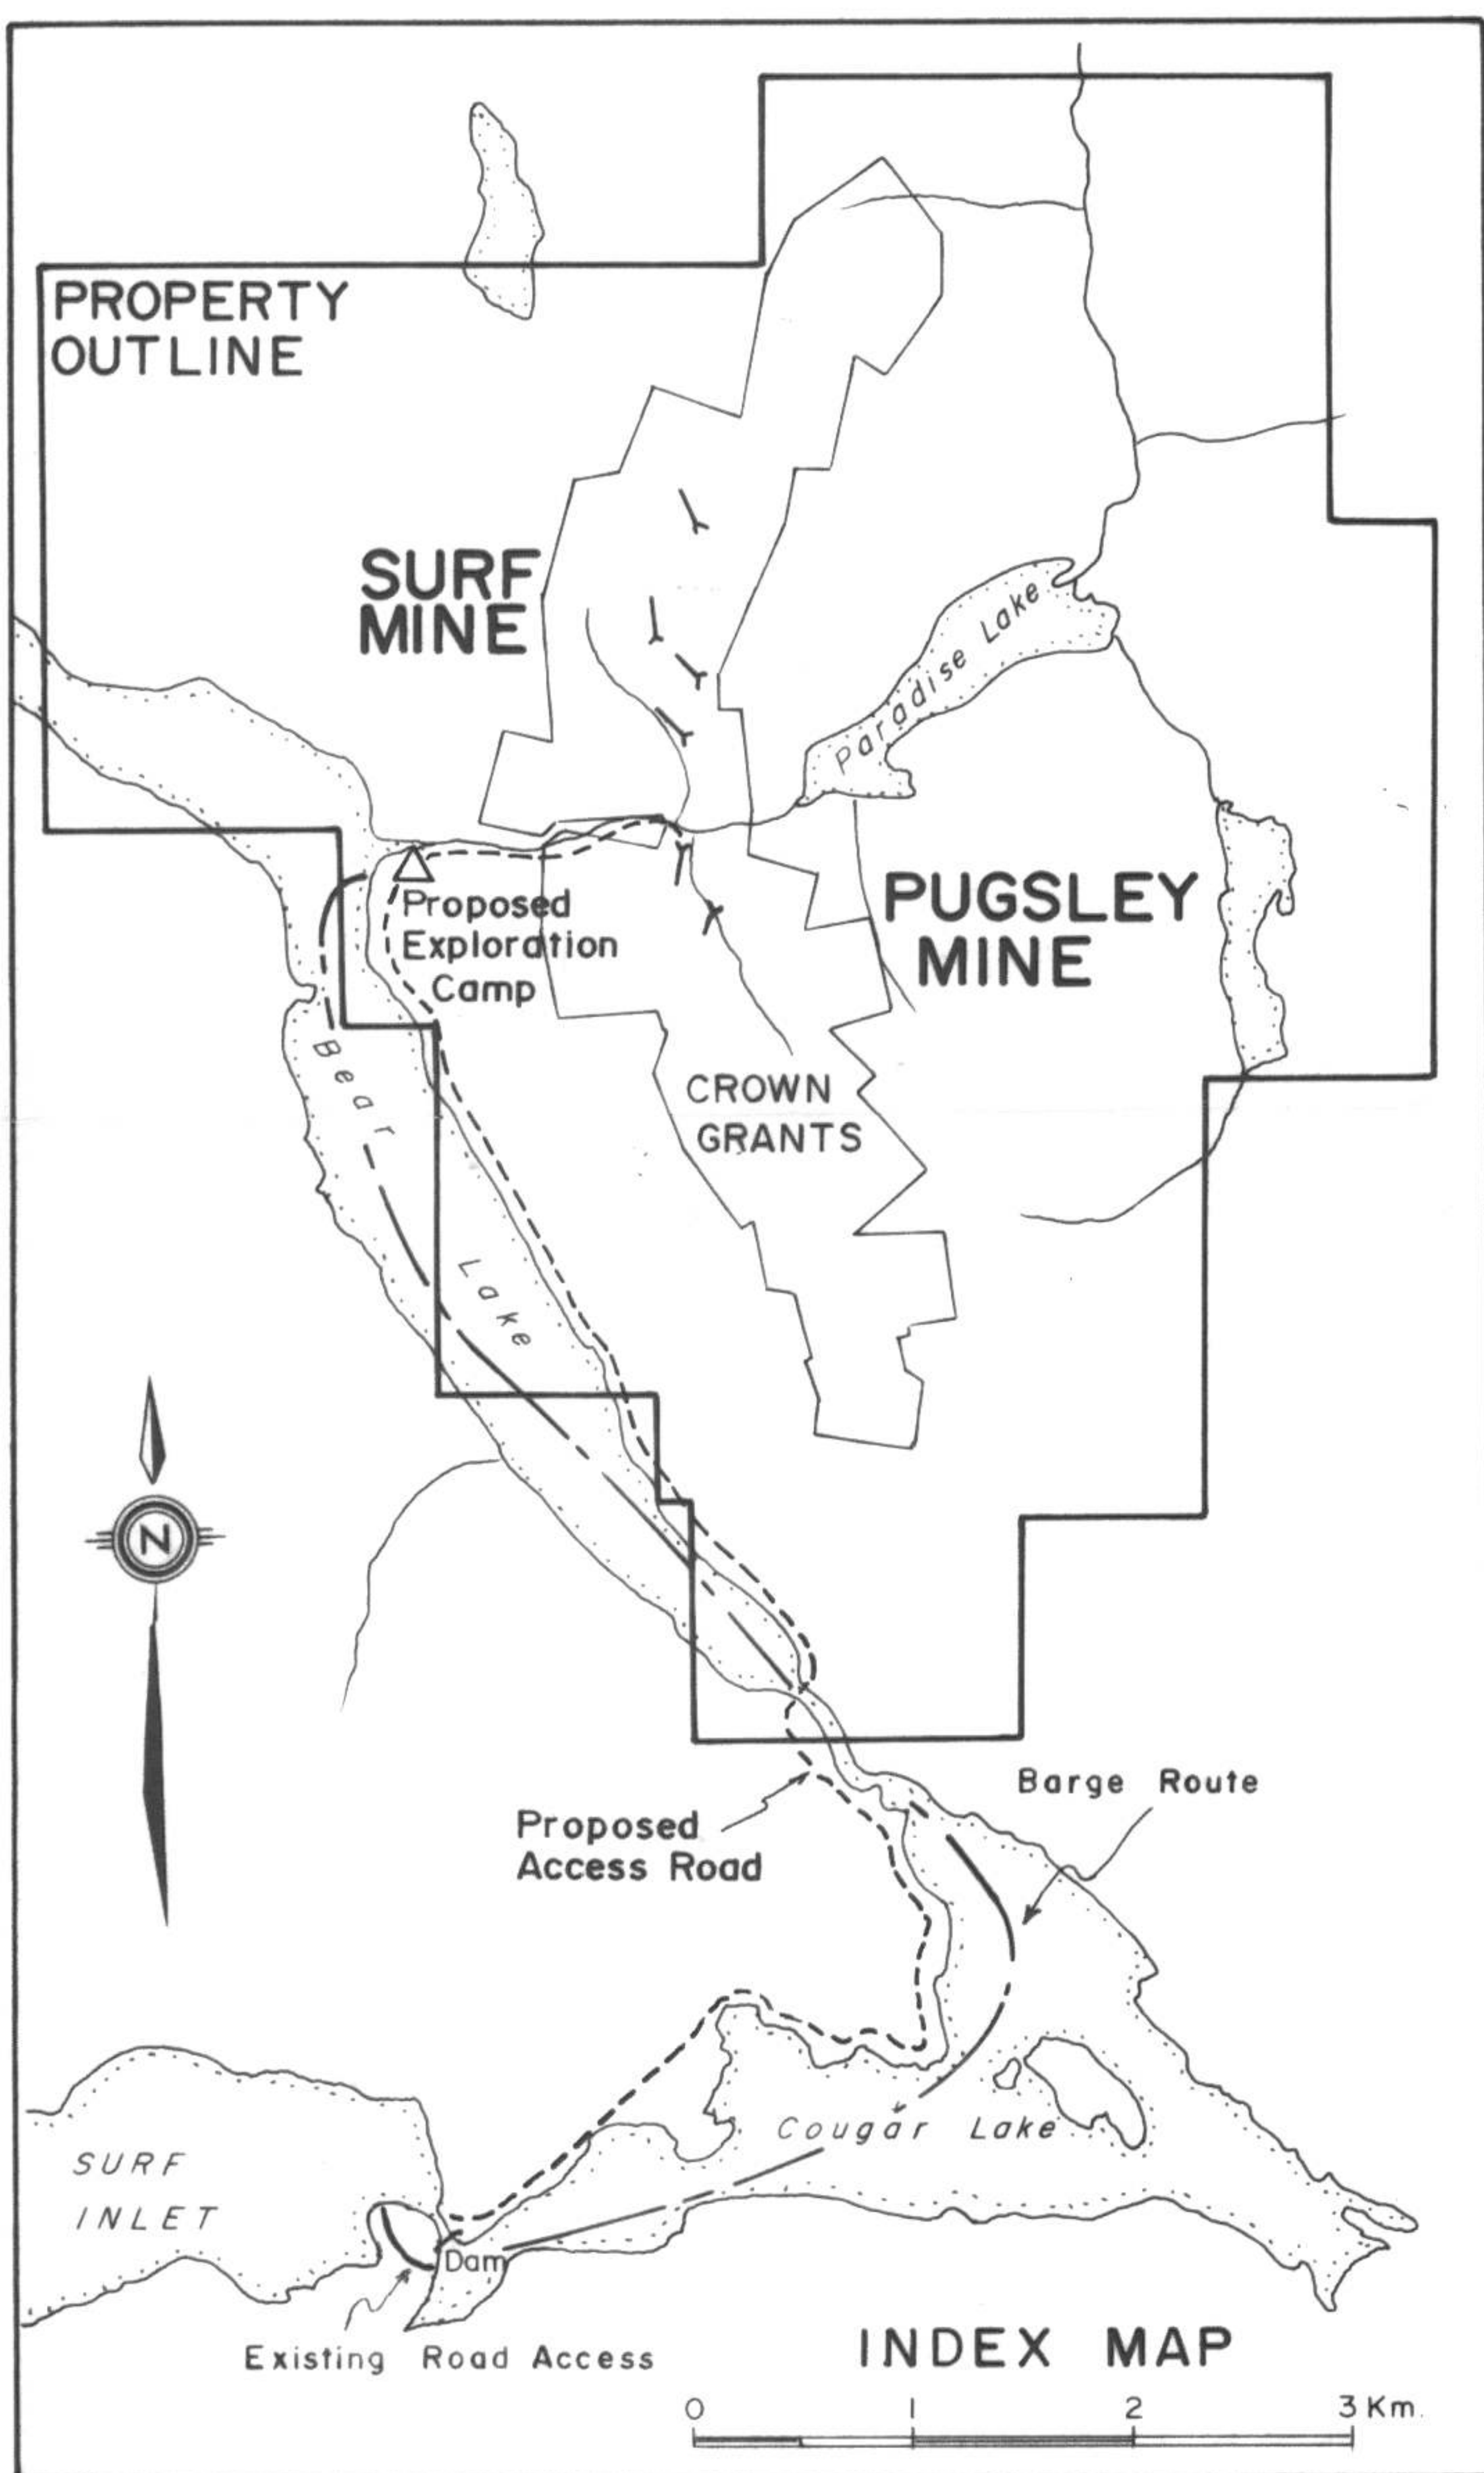 PROPERTY
OUTLINE
SURF
MINE
Paradise Lake
PUGSLEY
MINE
Proposed
Exploration
Camp
CROWN
GRANTS
Bear
Lake
N
Barge Route
Proposed
Access Road
Cougar Lake
SURF
INLET
Dam
Existing Road Access
INDEX MAP
0 1 2 3 Km.